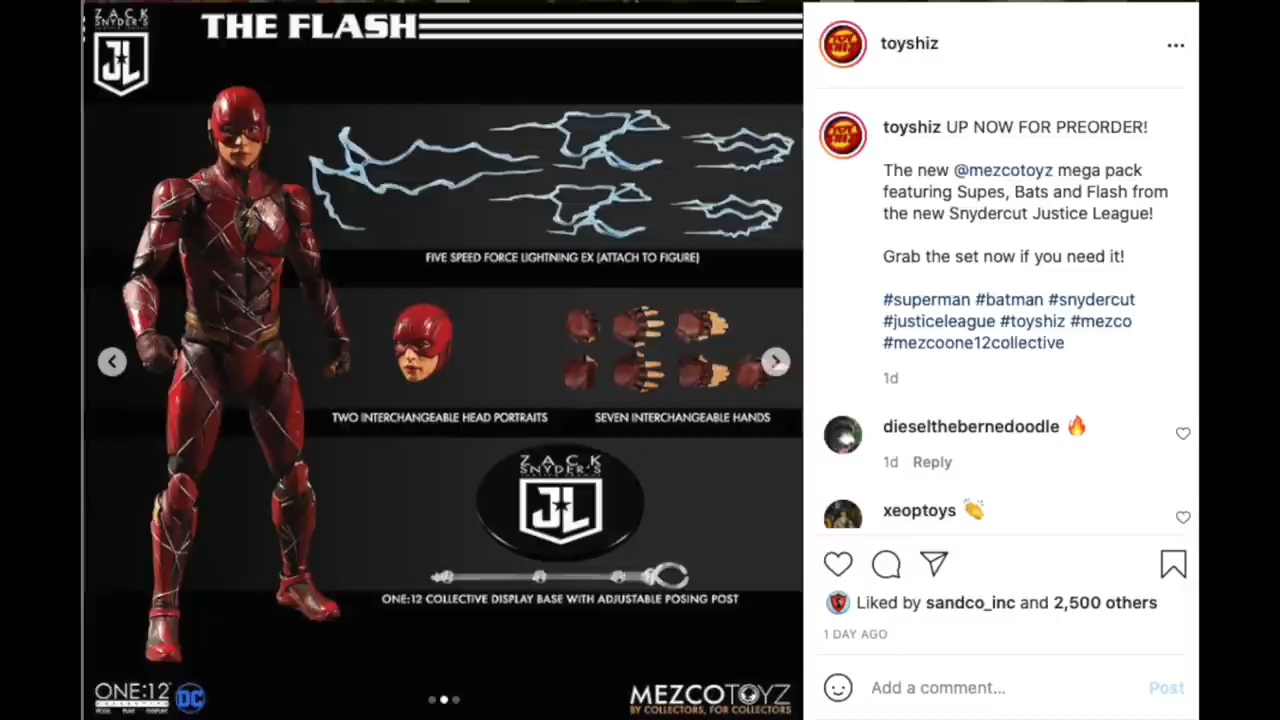 ZACK
SNYDER'S
JL
THE FLASH
FIVE SPEED FORCE LIGHTNING EX (ATTACH TO FIGURE)
TWO INTERCHANGEABLE HEAD PORTRAITS
SEVEN INTERCHANGEABLE HANDS
ZACK
SNYDER'S
JL
ONE:12 COLLECTIVE DISPLAY BASE WITH ADJUSTABLE POSING POST
ONE:12
DC
MEZCOTOYZ
BY COLLECTORS, FOR COLLECTORS
toyshiz
toyshiz UP NOW FOR PREORDER!
The new @mezcotoyz mega pack
featuring Supes, Bats and Flash from
the new Snydercut Justice League!
Grab the set now if you need it!
#superman #batman #snydercut
#justiceleague #toyshiz #mezco
#mezcoone12collective
1d
dieselthebernedoodle 🔥
1d Reply
xeoptoys 👏
Liked by sandco_inc and 2,500 others
1 DAY AGO
Add a comment...
Post